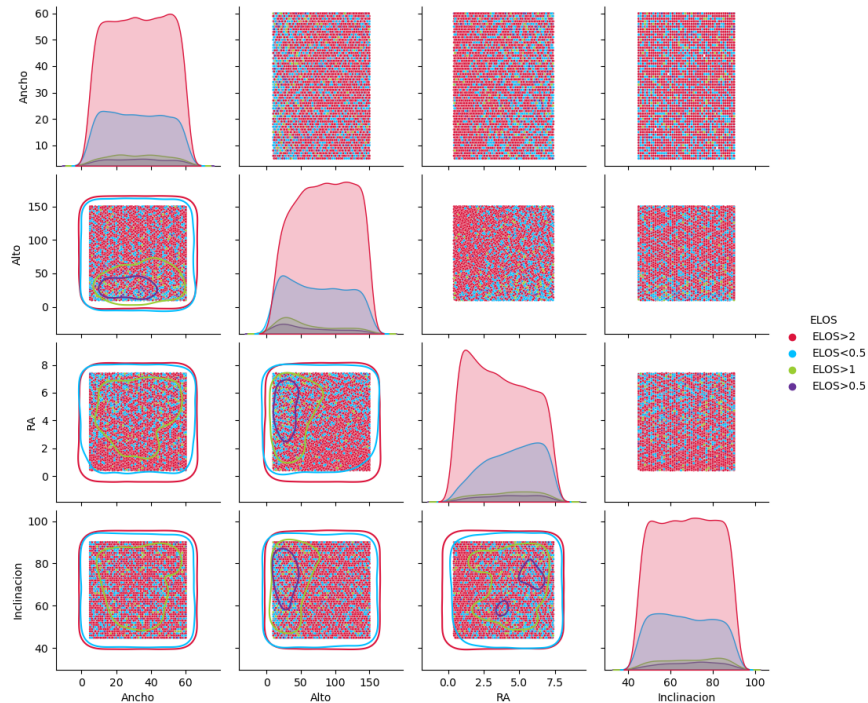 60
50
40
30
20
10
Ancho
150
100
50
0
Alto
8
6
4
2
0
RA
100
80
60
40
Inclinacion
0 20 40 60
Ancho
0 50 100 150
Alto
0.0 2.5 5.0 7.5
RA
40 60 80 100
Inclinacion
ELOS
ELOS>2
ELOS<0.5
ELOS>1
ELOS>0.5